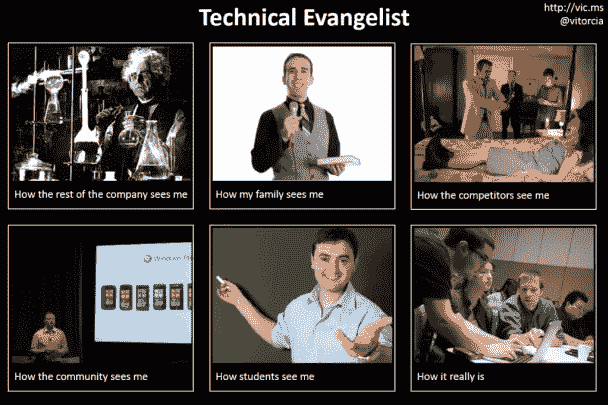 Technical Evangelist
http://vic.ms
@vitorcia
How the rest of the company sees me
How my family sees me
How the competitors see me
How the community sees me
How students see me
How it really is